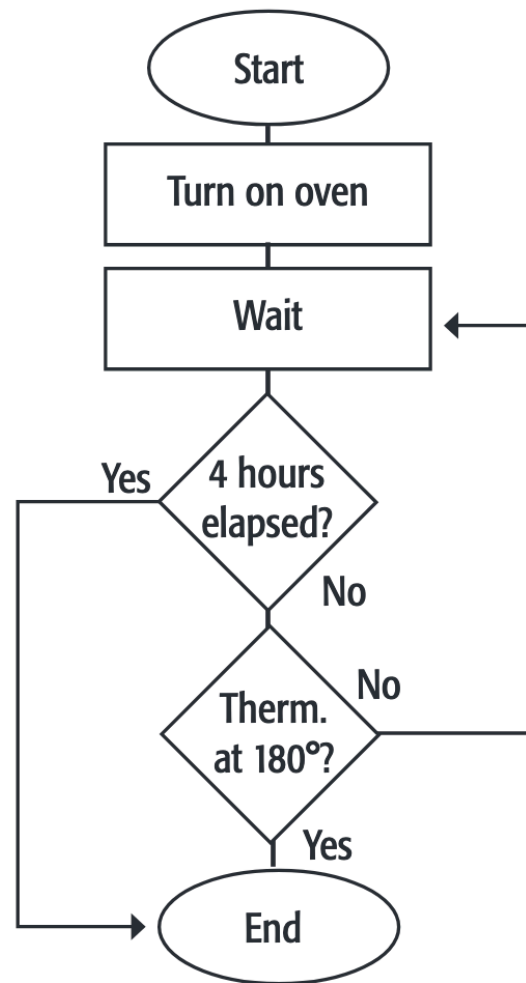 Start
Turn on oven
Wait
Yes
4 hours
elapsed?
No
No
Therm.
at 180°?
Yes
End